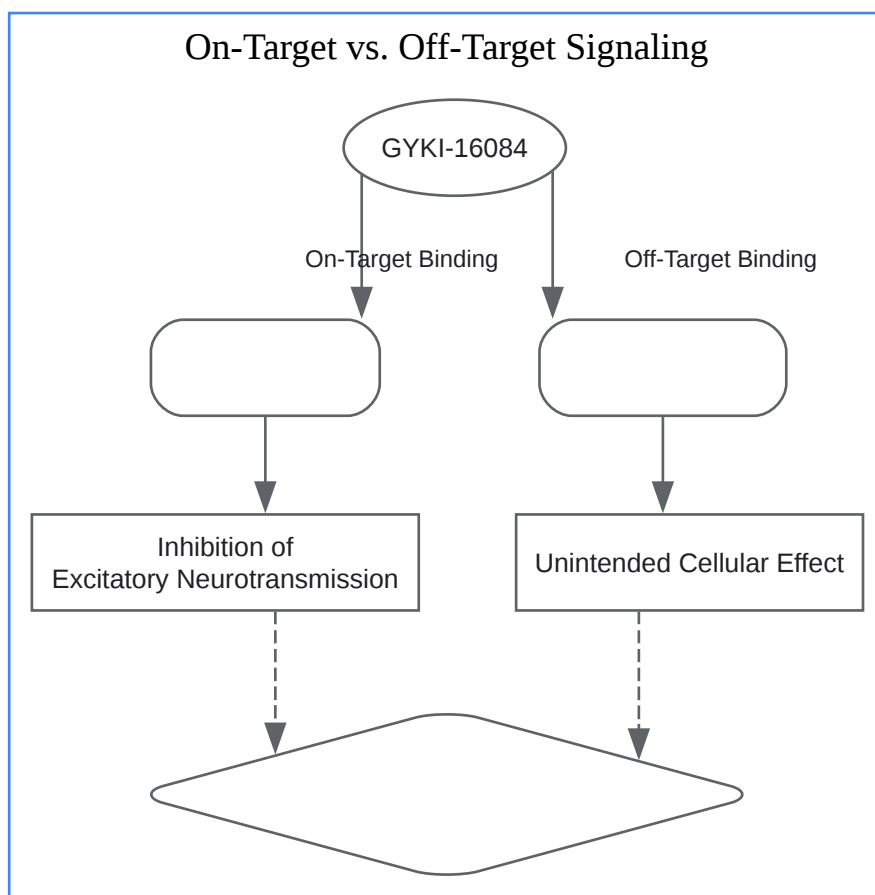 On-Target vs. Off-Target Signaling
GYKI-16084
On-Target Binding
Off-Target Binding
Inhibition of
Excitatory Neurotransmission
Unintended Cellular Effect